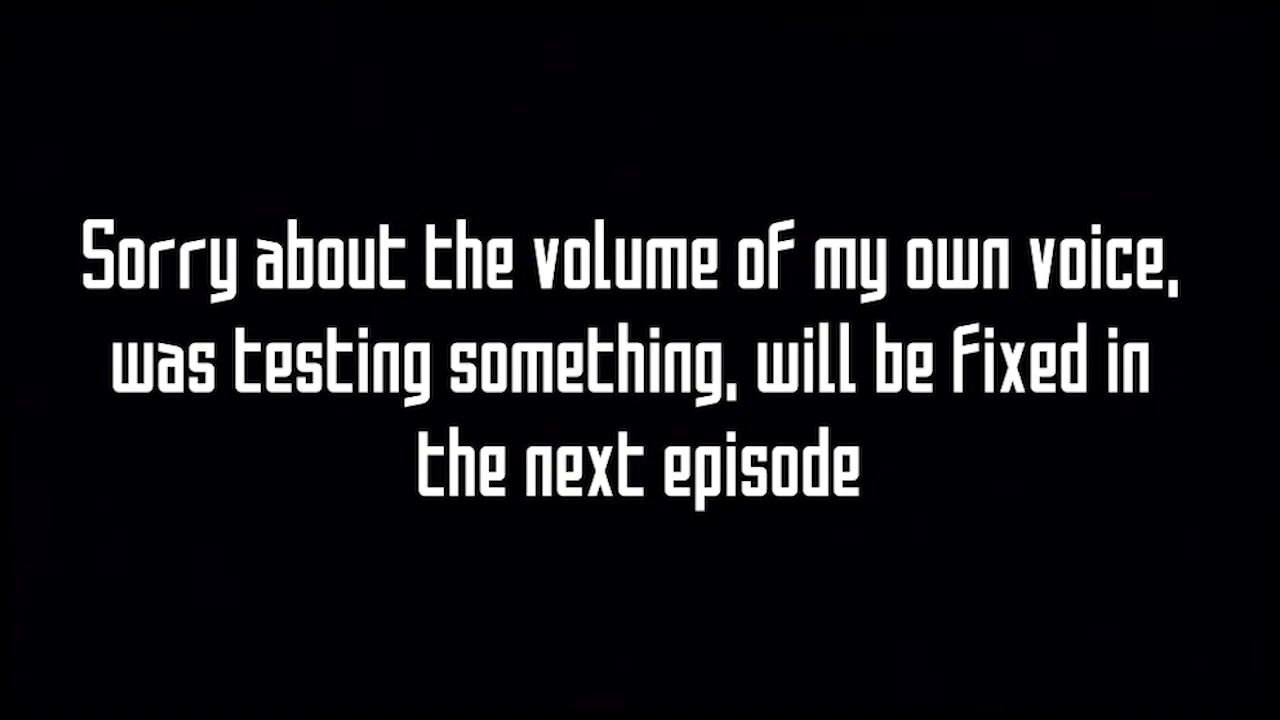 Sorry about the volume of my own voice,
was testing something, will be fixed in
the next episode